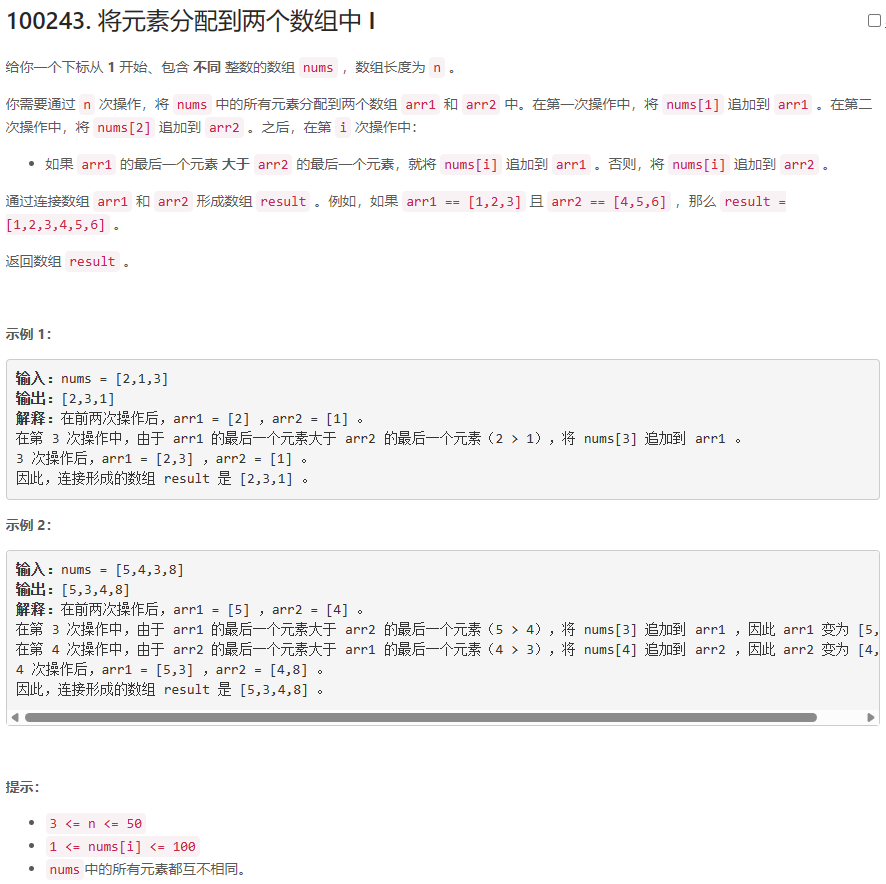 100243. 将元素分配到两个数组中 I
给你一个下标从 1 开始、包含 不同 整数的数组 nums ，数组长度为 n 。
你需要通过 n 次操作，将 nums 中的所有元素分配到两个数组 arr1 和 arr2 中。在第一次操作中，将 nums[1] 追加到 arr1 。在第二
次操作中，将 nums[2] 追加到 arr2 。之后，在第 i 次操作中：
• 如果 arr1 的最后一个元素 大于 arr2 的最后一个元素，就将 nums[i] 追加到 arr1 。否则，将 nums[i] 追加到 arr2 。
通过连接数组 arr1 和 arr2 形成数组 result 。例如，如果 arr1 == [1,2,3] 且 arr2 == [4,5,6] ，那么 result =
[1,2,3,4,5,6] 。
返回数组 result 。
示例 1：
输入：nums = [2,1,3]
输出：[2,3,1]
解释：在前两次操作后，arr1 = [2] ，arr2 = [1] 。
在第 3 次操作中，由于 arr1 的最后一个元素大于 arr2 的最后一个元素（2 > 1），将 nums[3] 追加到 arr1 。
3 次操作后，arr1 = [2,3] ，arr2 = [1] 。
因此，连接形成的数组 result 是 [2,3,1] 。
示例 2：
输入：nums = [5,4,3,8]
输出：[5,3,4,8]
解释：在前两次操作后，arr1 = [5] ，arr2 = [4] 。
在第 3 次操作中，由于 arr1 的最后一个元素大于 arr2 的最后一个元素（5 > 4），将 nums[3] 追加到 arr1 ，因此 arr1 变为 [5,
在第 4 次操作中，由于 arr2 的最后一个元素大于 arr1 的最后一个元素（4 > 3），将 nums[4] 追加到 arr2 ，因此 arr2 变为 [4,
4 次操作后，arr1 = [5,3] ，arr2 = [4,8] 。
因此，连接形成的数组 result 是 [5,3,4,8] 。
提示：
• 3 <= n <= 50
• 1 <= nums[i] <= 100
• nums 中的所有元素都互不相同。